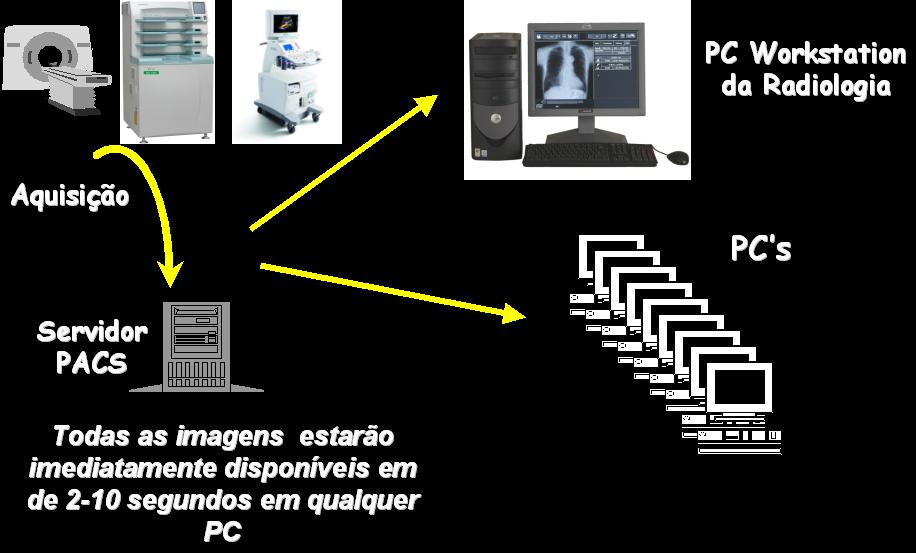 PC Workstation
da Radiologia
Aquisição
PC's
Servidor
PACS
Todas as imagens estarão
imediatamente disponíveis em
de 2-10 segundos em qualquer
PC